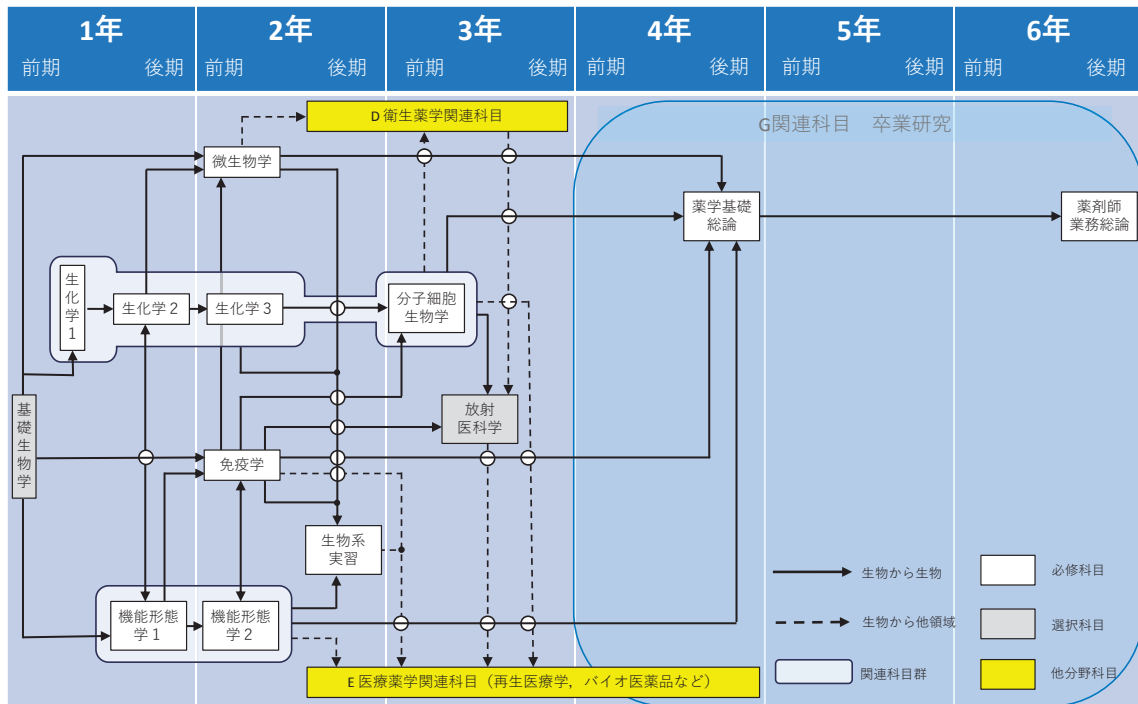 1年
2年
3年
4年
5年
6年
前期
後期
前期
後期
前期
後期
前期
後期
前期
後期
前期
後期
D 衛生薬学関連科目
G関連科目 卒業研究
微生物学
薬学基礎
総論
薬剤師
業務総論
生化学1
生化学2
生化学3
分子細胞
生物学
基礎生物学
放射
医科学
免疫学
生物系
実習
機能形態
学1
機能形態
学2
E 医療薬学関連科目（再生医療学，バイオ医薬品など）
生物から生物
必修科目
生物から他領域
選択科目
関連科目群
他分野科目